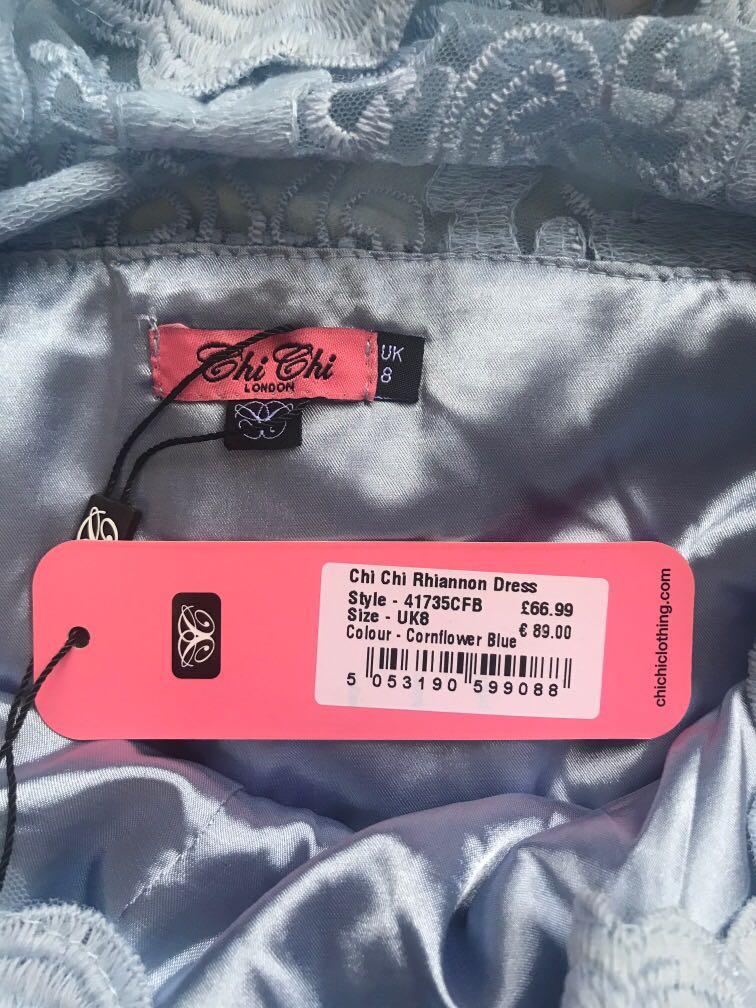 Chi Chi
LONDON
UK
8
Chi Chi Rhiannon Dress
Style - 41735CFB £66.99
Size - UK8 € 89.00
Colour - Cornflower Blue
5 053190 599088
chichiclothing.com